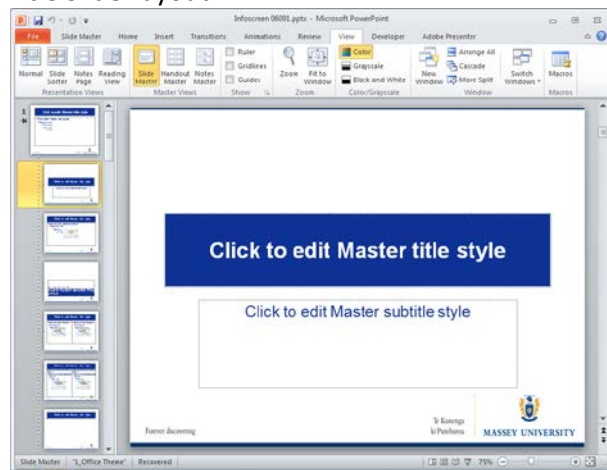 Infoscreen 06091.pptx - Microsoft PowerPoint
File Slide Master Home Insert Transitions Animations Review View Developer Adobe Presenter
Normal Slide Sorter Notes Page Reading View
Slide Master Handout Master Notes Master
Ruler
Gridlines
Guides
Zoom Fit to Window
Color
Grayscale
Black and White
New Window
Arrange All
Cascade
Move Split
Switch Windows
Macros
Presentation Views Master Views Show Zoom Color/Grayscale Window Macros
1
Click to edit Master title style
Click to edit Master subtitle style
Forever discovering
Te Kunenga
ki Pūrehuroa
MASSEY UNIVERSITY
Slide Master "1_Office Theme" Recovered 75%